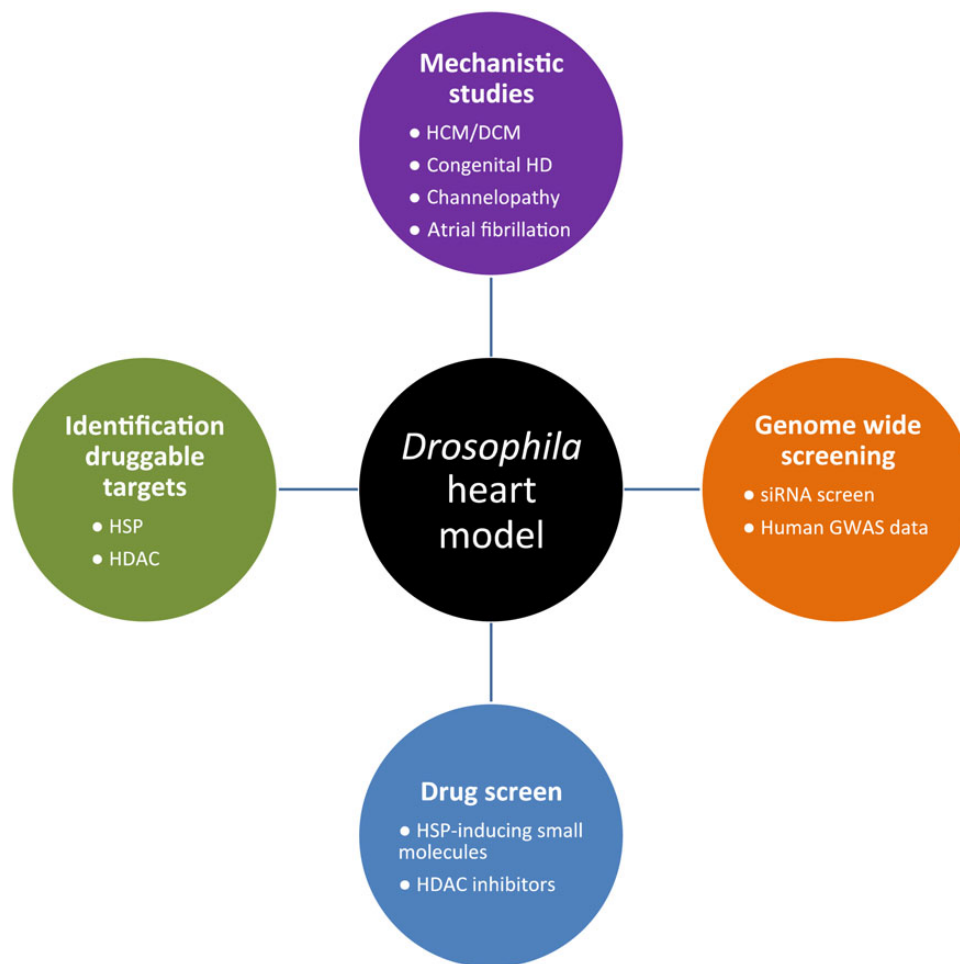 Mechanistic
studies
● HCM/DCM
● Congenital HD
● Channelopathy
● Atrial fibrillation
Identification
druggable
targets
● HSP
● HDAC
Drosophila
heart
model
Genome wide
screening
● siRNA screen
● Human GWAS data
Drug screen
● HSP-inducing small
molecules
● HDAC inhibitors